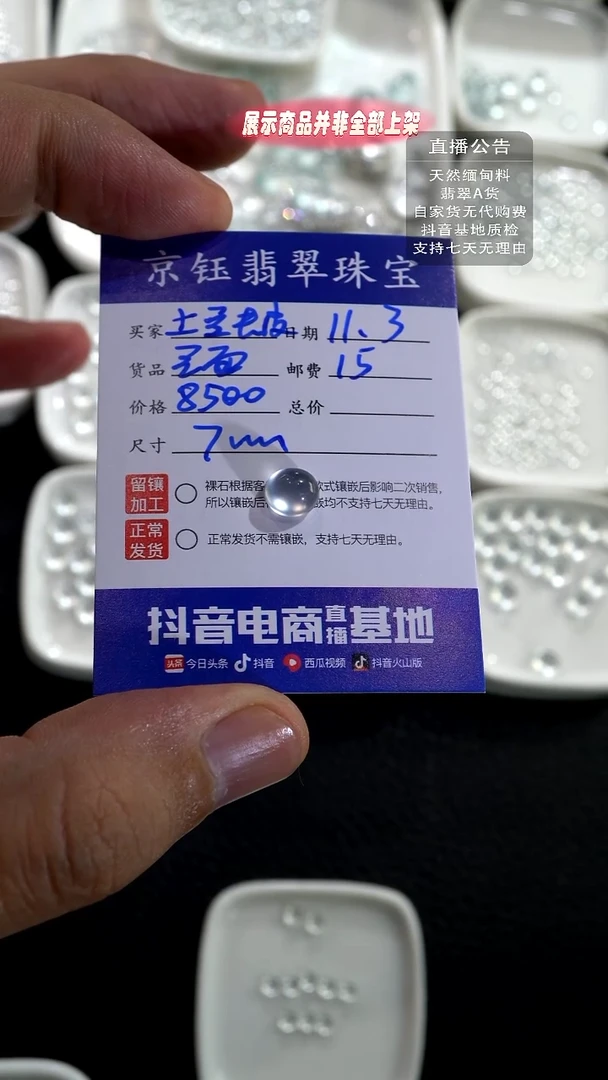 展示商品并非全部上架
直播公告
天然缅甸料
翡翠A货
自家货无代购费
抖音基地质检
支持七天无理由
京钰翡翠珠宝
买家 日期 11.3
货品 邮费 15
价格 8500 总价
尺寸 7mm
留镶加工
裸石根据客 款式镶嵌后影响二次销售，
所以镶嵌后 均不支持七天无理由。
正常发货
正常发货不需镶嵌，支持七天无理由。
抖音电商直播基地
头条 今日头条 抖音 西瓜视频 抖音火山版